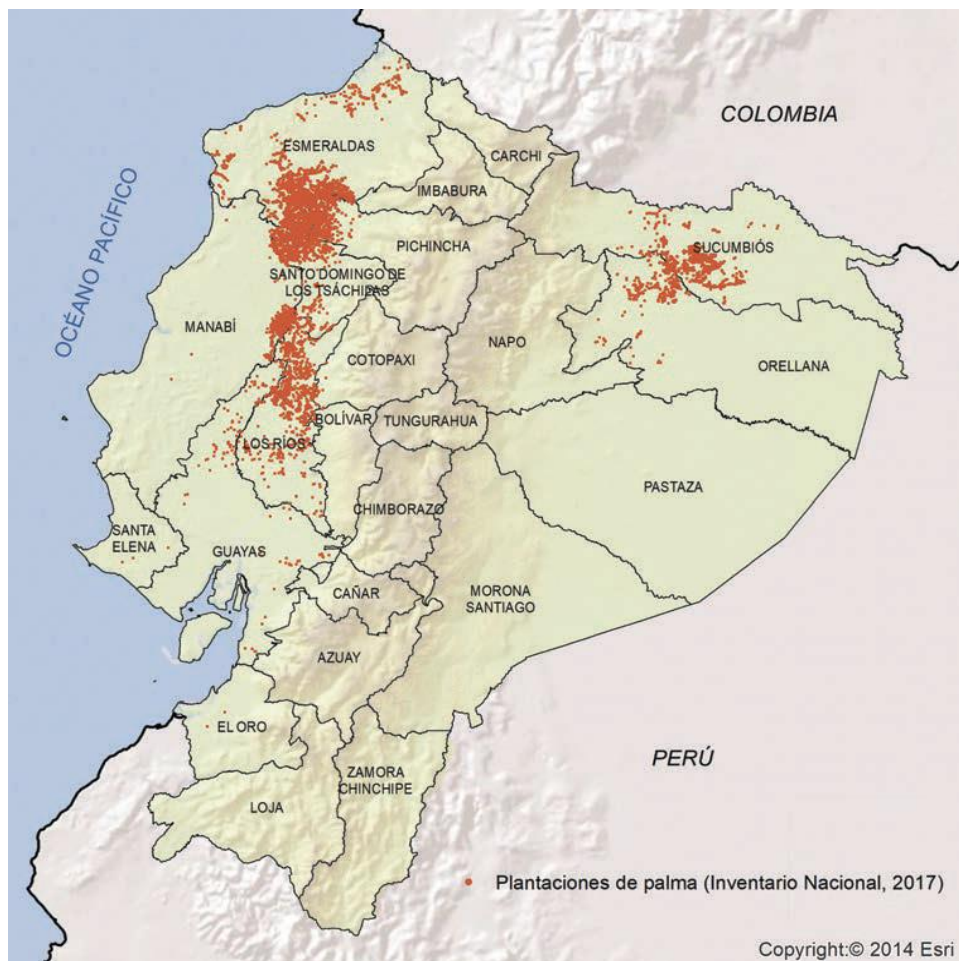 COLOMBIA
OCÉANO PACÍFICO
ESMERALDAS
CARCHI
IMBABURA
PICHINCHA
SUCUMBIÓS
SANTO DOMINGO DE
LOS TSÁCHILAS
MANABÍ
NAPO
COTOPAXI
ORELLANA
BOLÍVAR
TUNGURAHUA
LOS RÍOS
PASTAZA
CHIMBORAZO
SANTA
ELENA
GUAYAS
CAÑAR
MORONA
SANTIAGO
AZUAY
EL ORO
PERÚ
ZAMORA
CHINCHIPE
LOJA
Plantaciones de palma (Inventario Nacional, 2017)
Copyright:© 2014 Esri